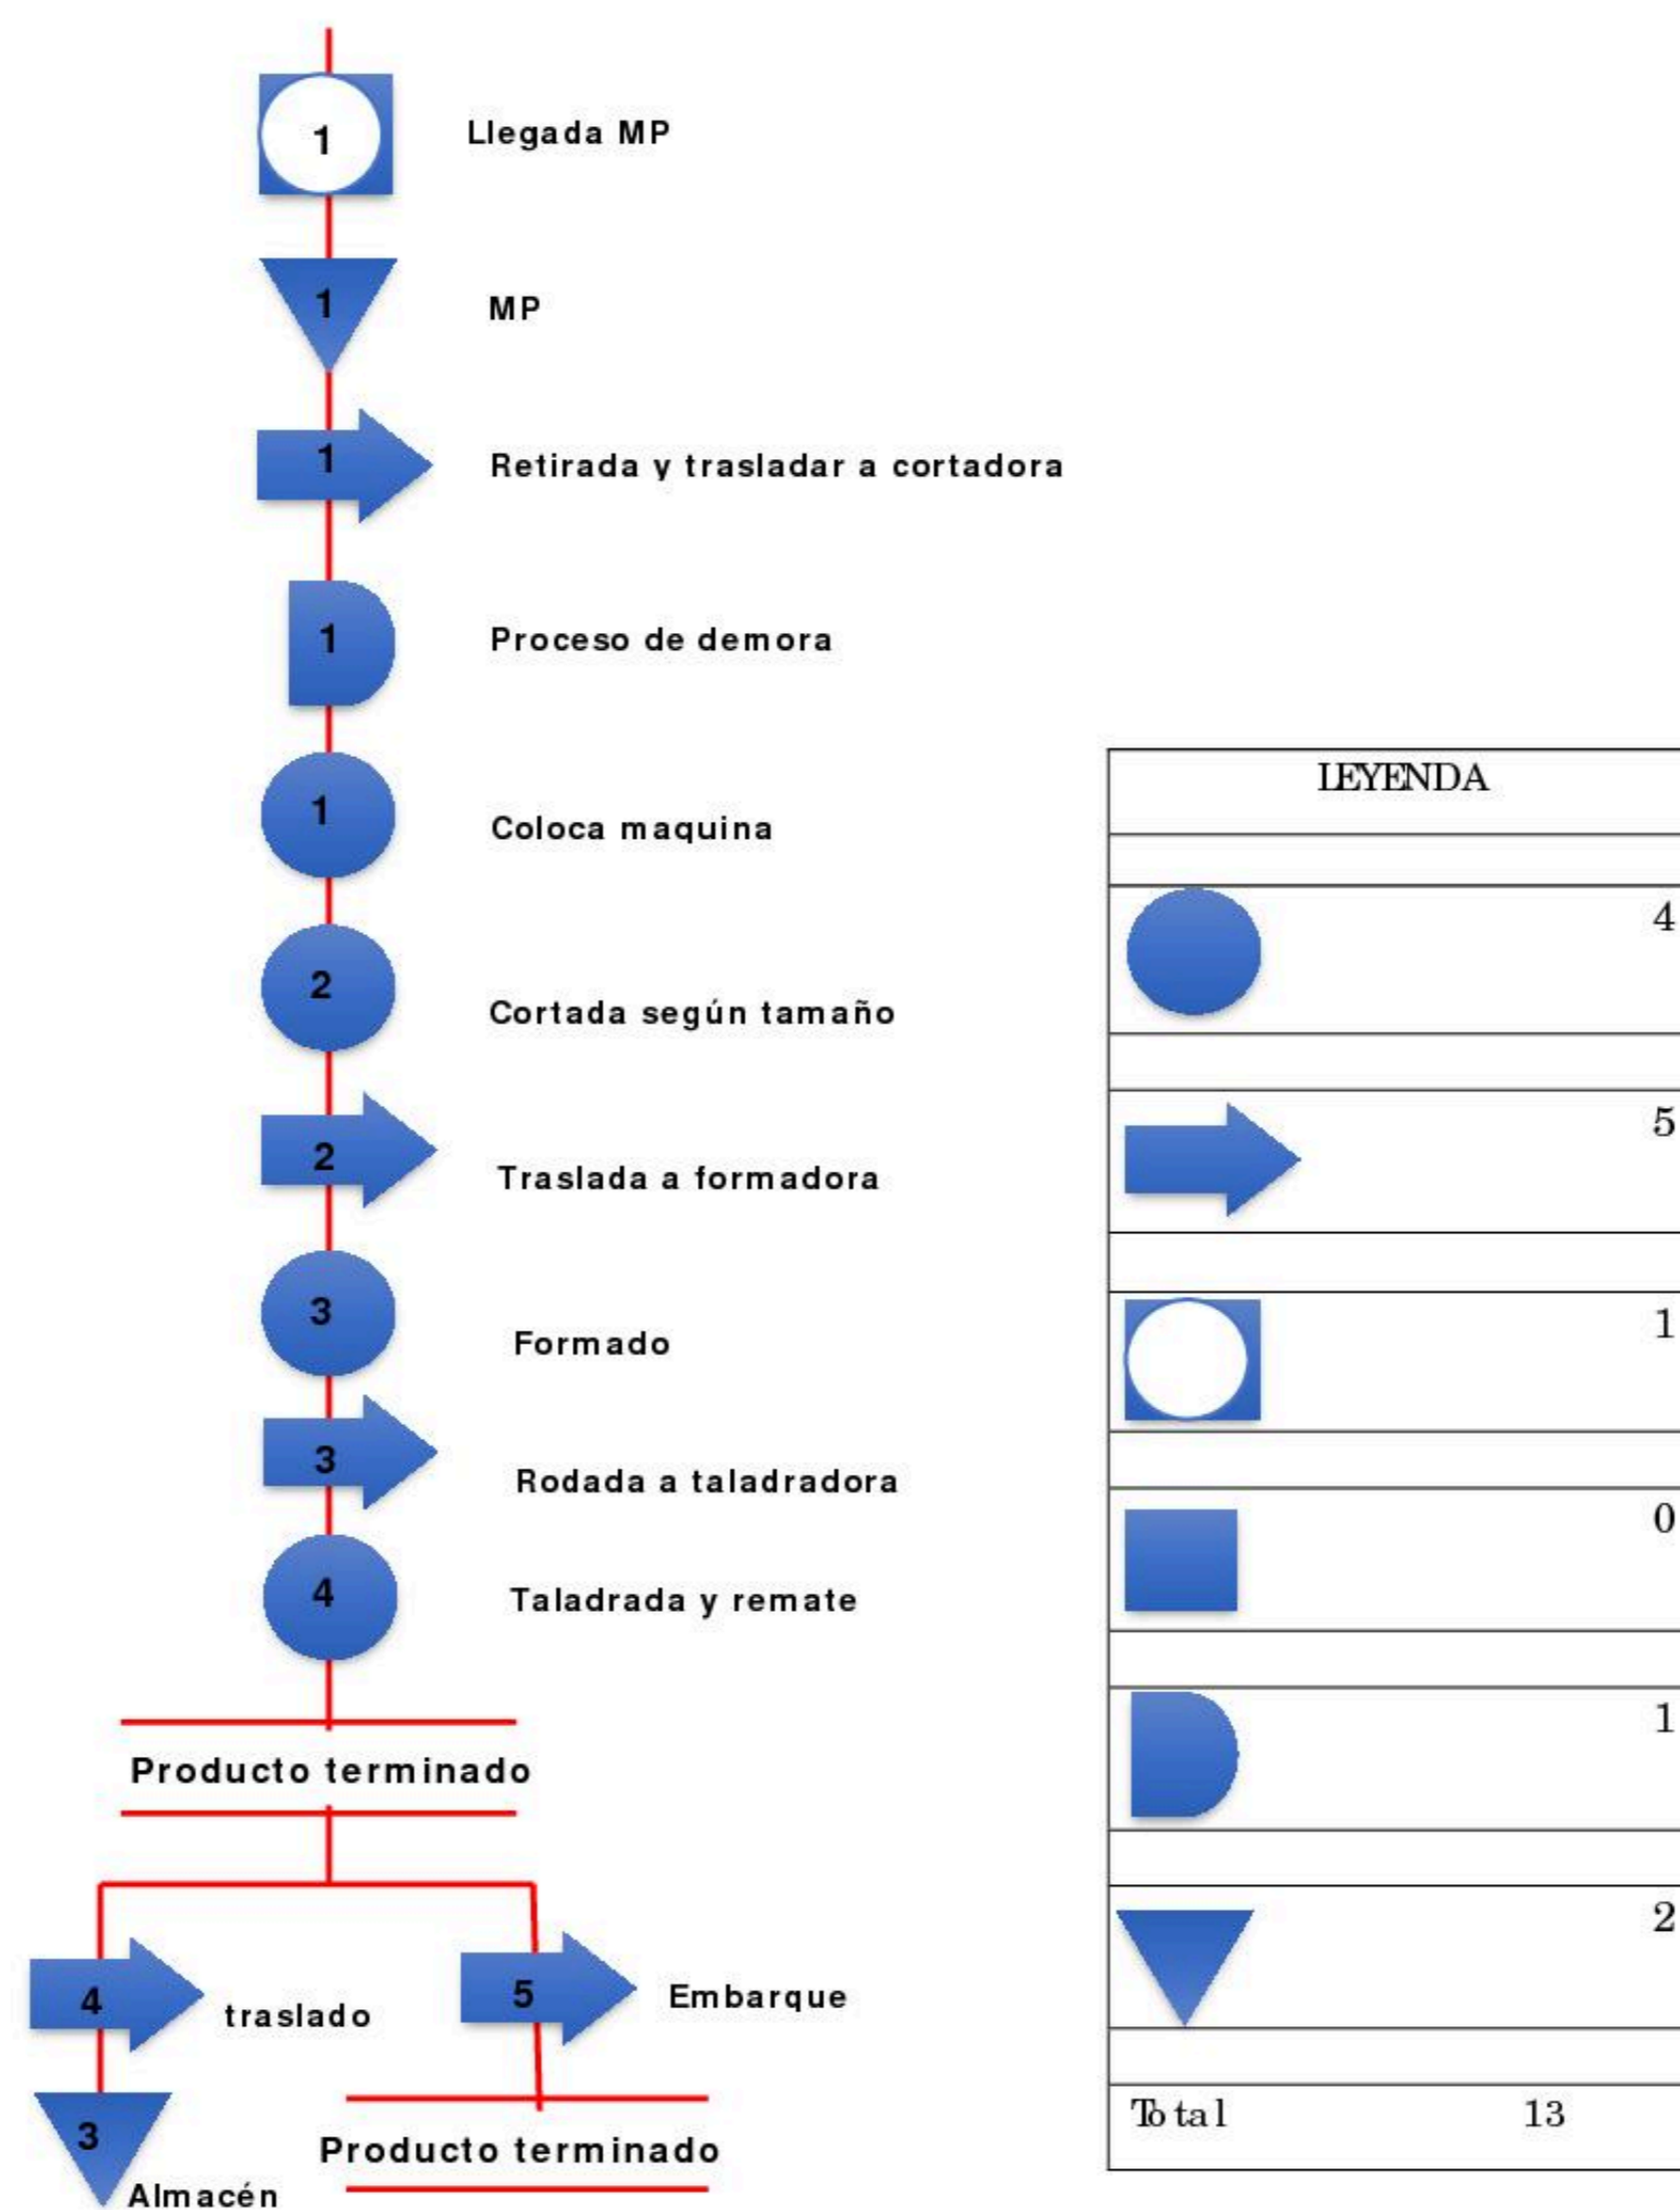 1 Llegada MP
1 MP
1 Retirada y trasladar a cortadora
1 Proceso de demora
1 Coloca maquina
2 Cortada según tamaño
2 Traslada a formadora
3 Formado
3 Rodada a taladradora
4 Taladrada y remate
Producto terminado
4 traslado
5 Embarque
3 Almacén
Producto terminado
LEYENDA
4
5
1
0
1
2
Total 13